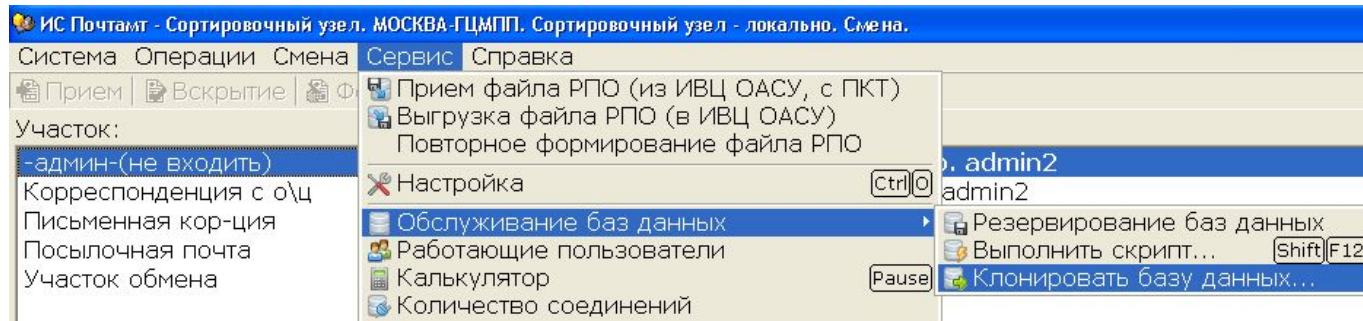 ИС Почтамт - Сортировочный узел. МОСКВА-ГЦМПП. Сортировочный узел - локально. Смена.
Система Операции Смена Сервис Справка
Прием Вскрытие
Прием файла РПО (из ИВЦ ОАСУ, с ПКТ)
Выгрузка файла РПО (в ИВЦ ОАСУ)
Повторное формирование файла РПО
Настройка Ctrl O
Обслуживание баз данных
Работающие пользователи
Калькулятор Pause
Количество соединений
Участок:
-админ-(не входить)
Корреспонденция с о\ц
Письменная кор-ция
Посылочная почта
Участок обмена
admin2
admin2
Резервирование баз данных
Выполнить скрипт... Shift F12
Клонировать базу данных...